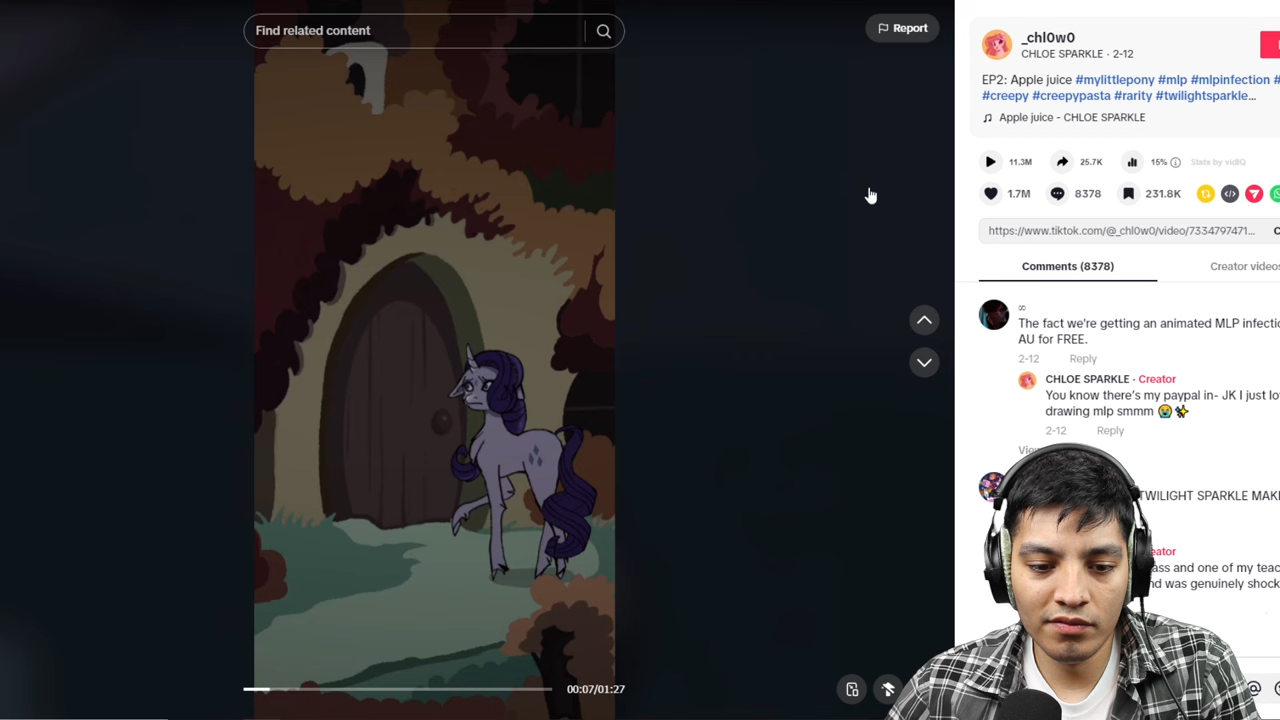 Find related content
Report
_chl0w0
CHLOE SPARKLE · 2-12
EP2: Apple juice #mylittlepony #mlp #mlpinfection #
#creepy #creepypasta #rarity #twilightsparkle...
Apple juice - CHLOE SPARKLE
11.3M
25.7K
15%
Stats by vidIQ
1.7M
8378
231.8K
https://www.tiktok.com/@_chl0w0/video/7334797471...
Comments (8378)
Creator videos
∞
The fact we're getting an animated MLP infecti
AU for FREE.
2-12 Reply
CHLOE SPARKLE · Creator
You know there's my paypal in- JK I just lo
drawing mlp smmm 😭✨
2-12 Reply
View
TWILIGHT SPARKLE MAK
eator
ass and one of my teac
nd was genuinely shock
00:07/01:27